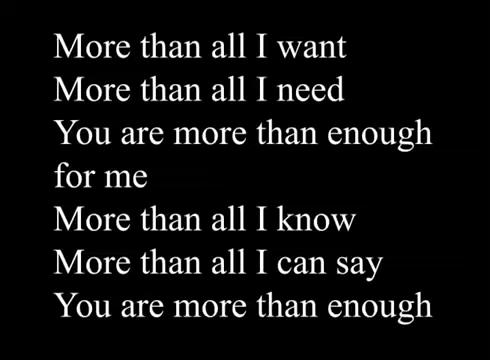 More than all I want
More than all I need
You are more than enough
for me
More than all I know
More than all I can say
You are more than enough